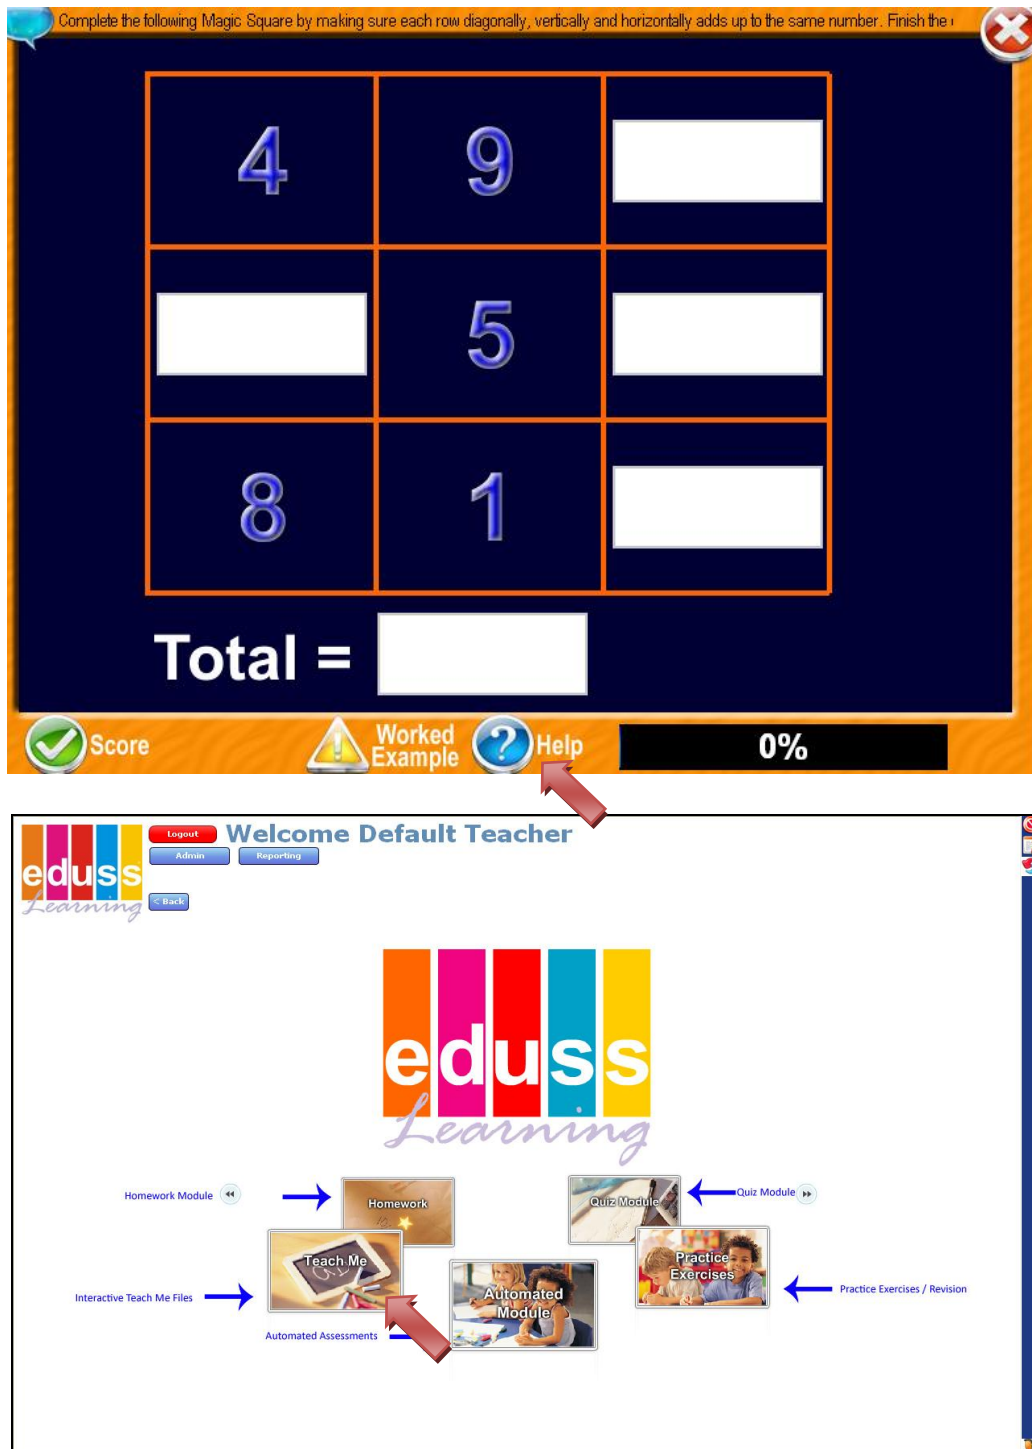 Complete the following Magic Square by making sure each row diagonally, vertically and horizontally adds up to the same number. Finish the
4 9
5
8 1
Total =
Score
Worked
Example
Help
0%
Logout
Welcome Default Teacher
Admin
Reporting
eduss
Learning
< Back
eduss
Learning
Homework Module
Homework
Quiz Module
Quiz Module
Teach Me
Practice
Exercises
Interactive Teach Me Files
Automated
Module
Practice Exercises / Revision
Automated Assessments